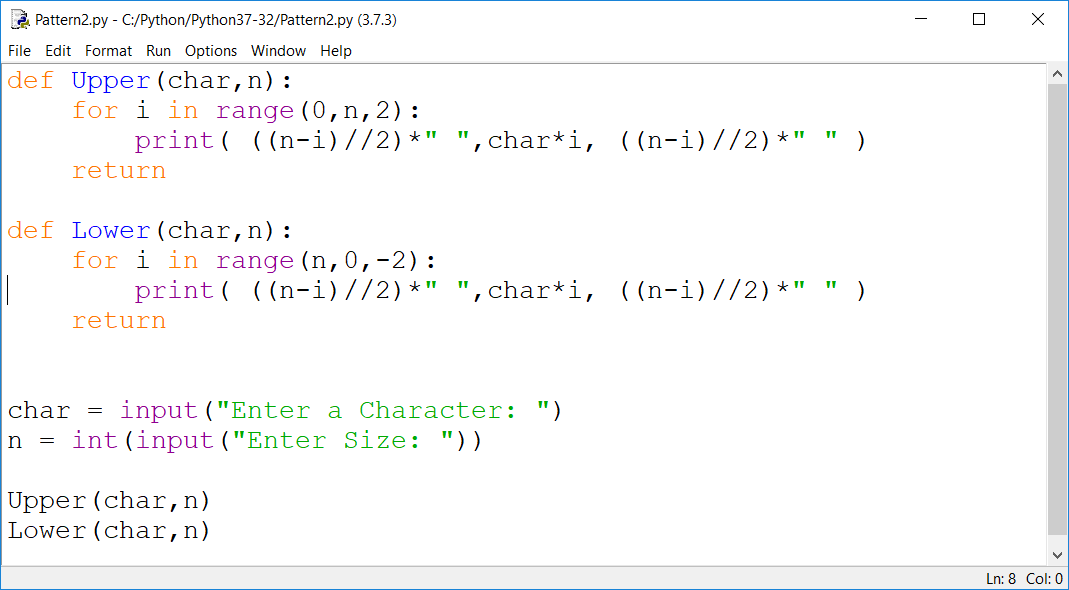 Pattern2.py - C:/Python/Python37-32/Pattern2.py (3.7.3)
File Edit Format Run Options Window Help
def Upper(char,n):
    for i in range(0,n,2):
        print( ((n-i)//2)*" ",char*i, ((n-i)//2)*" " )
    return

def Lower(char,n):
    for i in range(n,0,-2):
        print( ((n-i)//2)*" ",char*i, ((n-i)//2)*" " )
    return


char = input("Enter a Character: ")
n = int(input("Enter Size: "))

Upper(char,n)
Lower(char,n)
Ln: 8 Col: 0